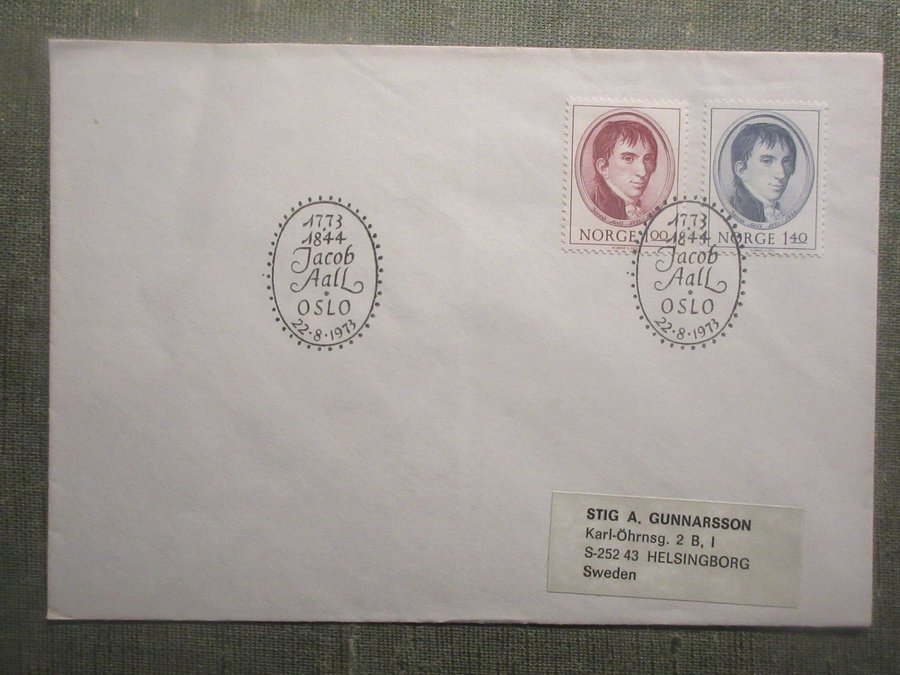 NORGE 1.00
NORGE 1.40
1773
1844
Jacob
Aall
OSLO
22·8·1973
1773
1844
Jacob
Aall
OSLO
22·8·1973
STIG A. GUNNARSSON
Karl-Öhrnsg. 2 B, I
S-252 43 HELSINGBORG
Sweden